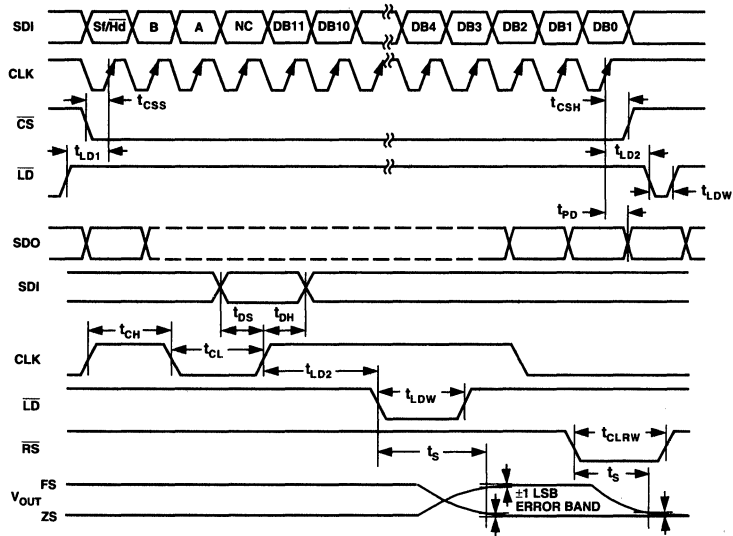 SDI Sf/Hd B A NC DB11 DB10 DB4 DB3 DB2 DB1 DB0
CLK
tCSS tCSH
CS
tLD1 tLD2
LD
tLDW
tPD
SDO
SDI
tDS tDH
tCH
tCL
CLK
tLD2
LD tLDW
RS tCLRW
tS tS
FS
±1 LSB
VOUT
ERROR BAND
ZS